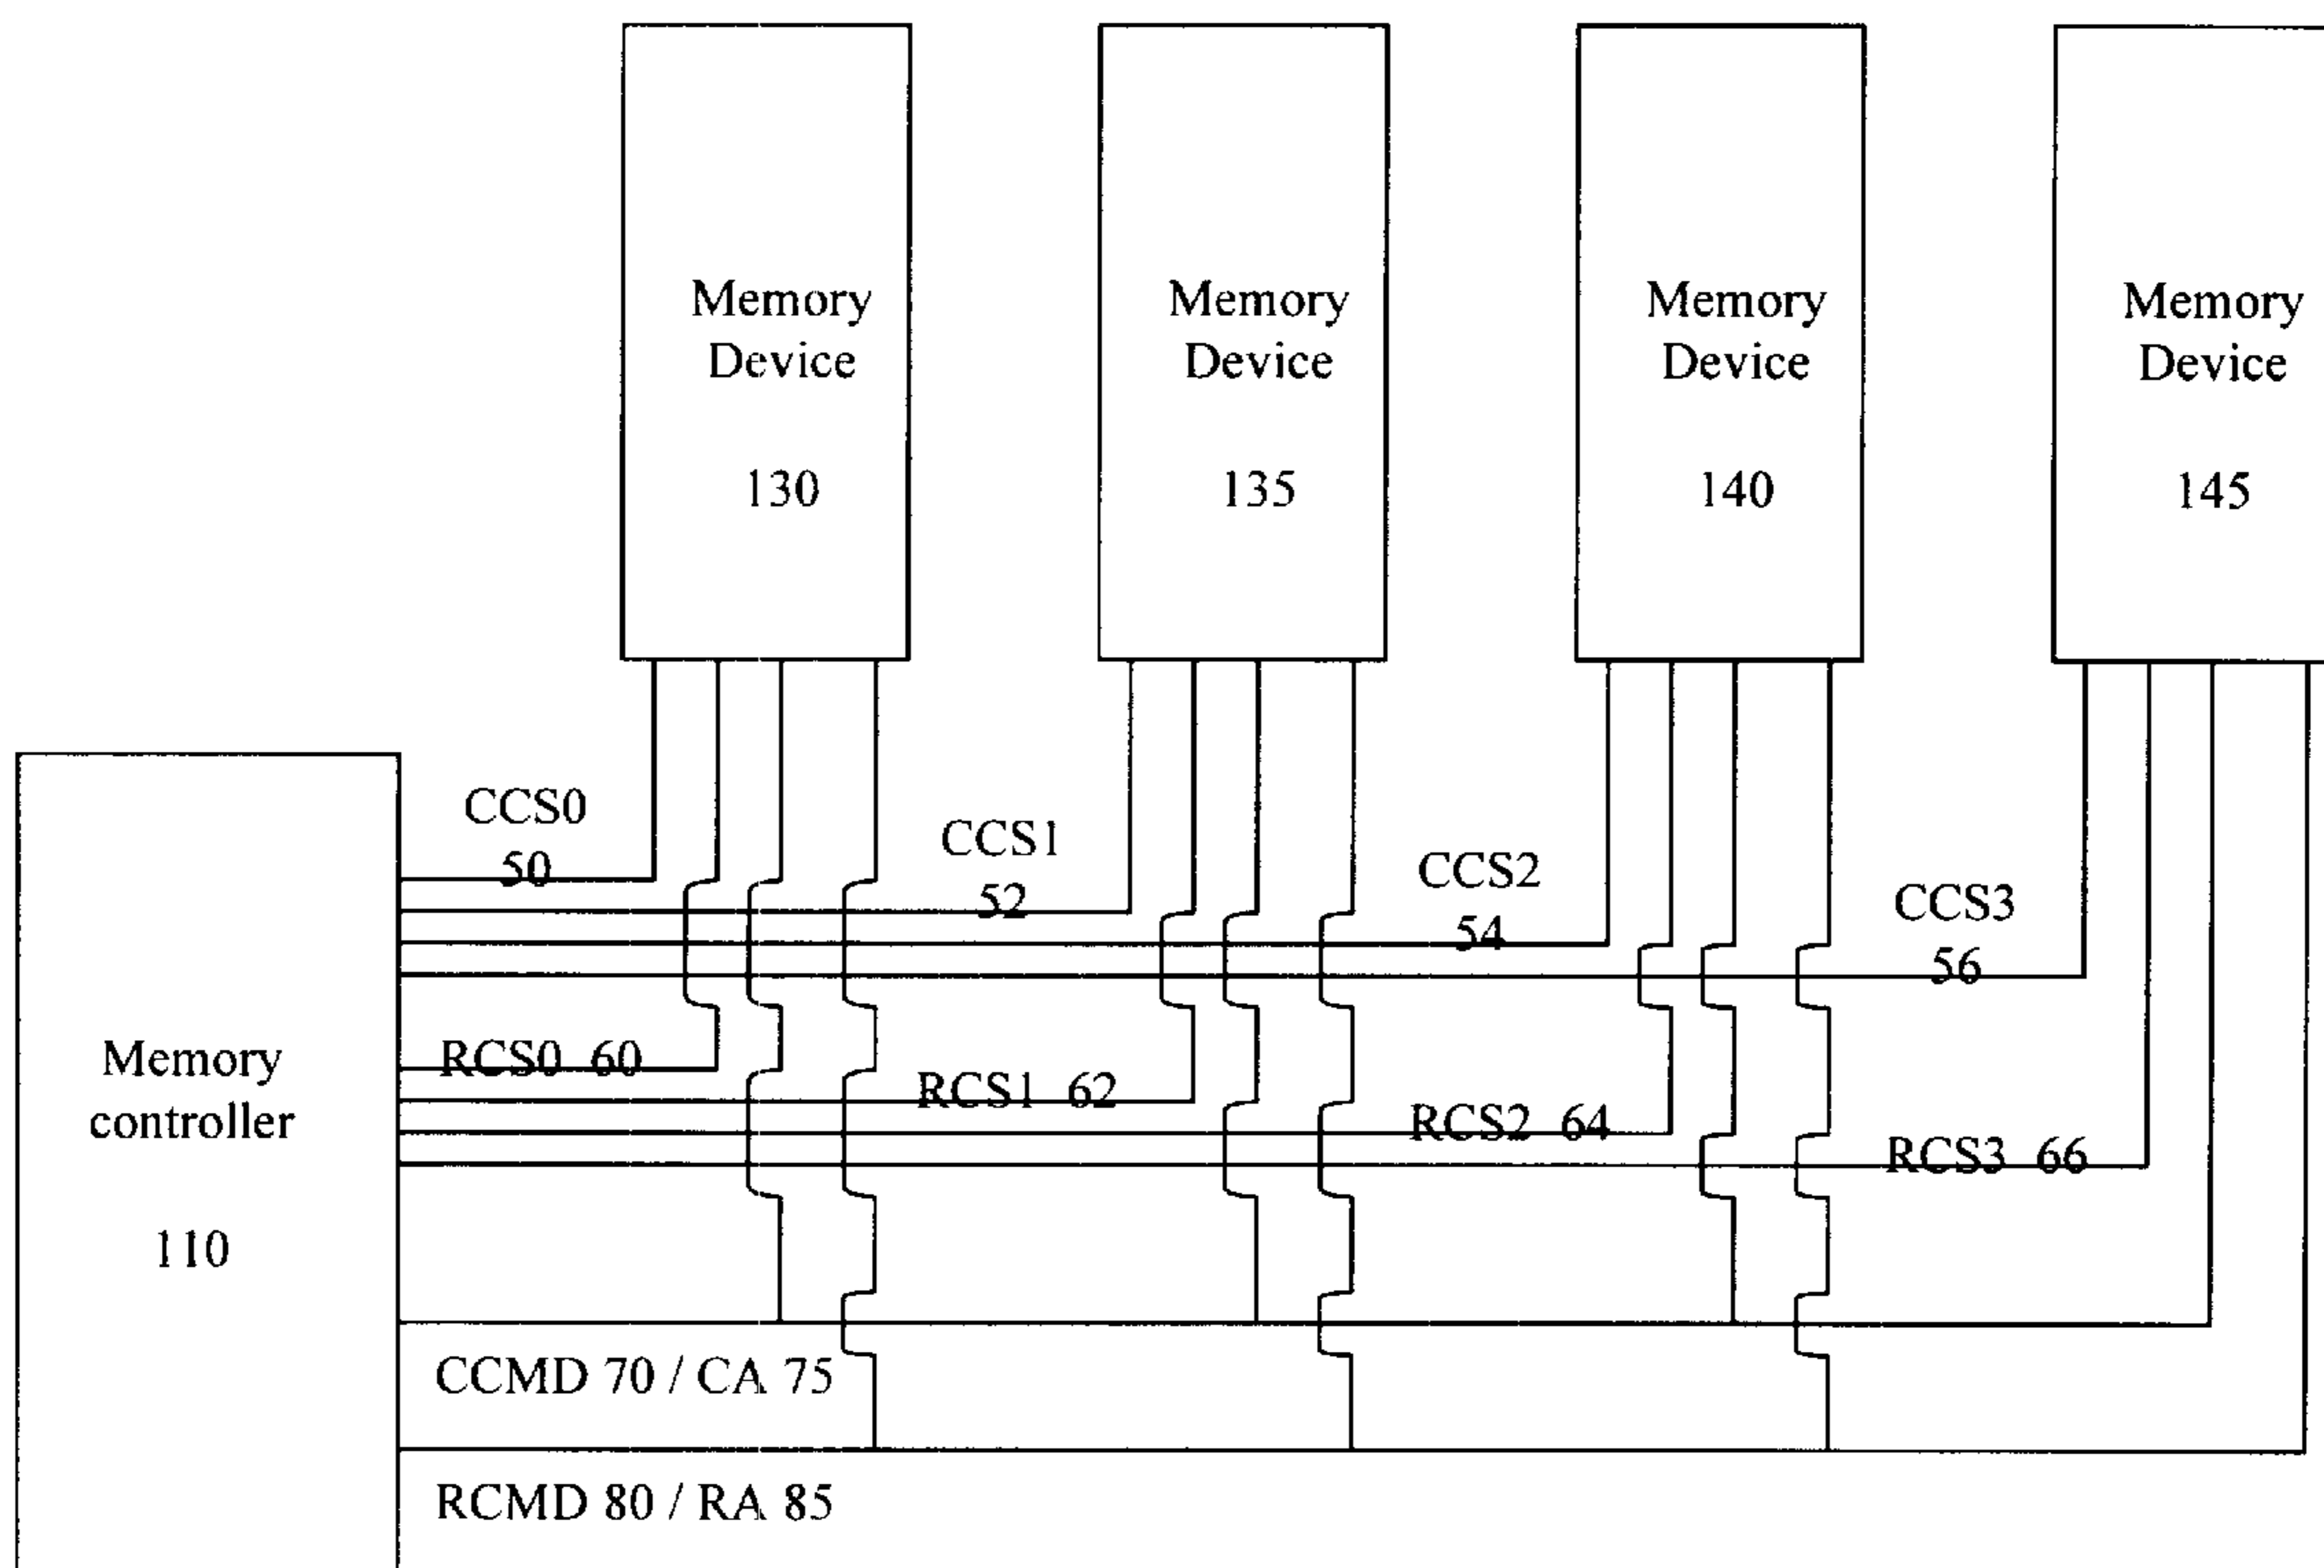 Memory
Device
130
Memory
Device
135
Memory
Device
140
Memory
Device
145
CCS0
50
CCS1
52
CCS2
54
CCS3
56
Memory
controller
110
RCS0 60
RCS1 62
RCS2 64
RCS3 66
CCMD 70 / CA 75
RCMD 80 / RA 85